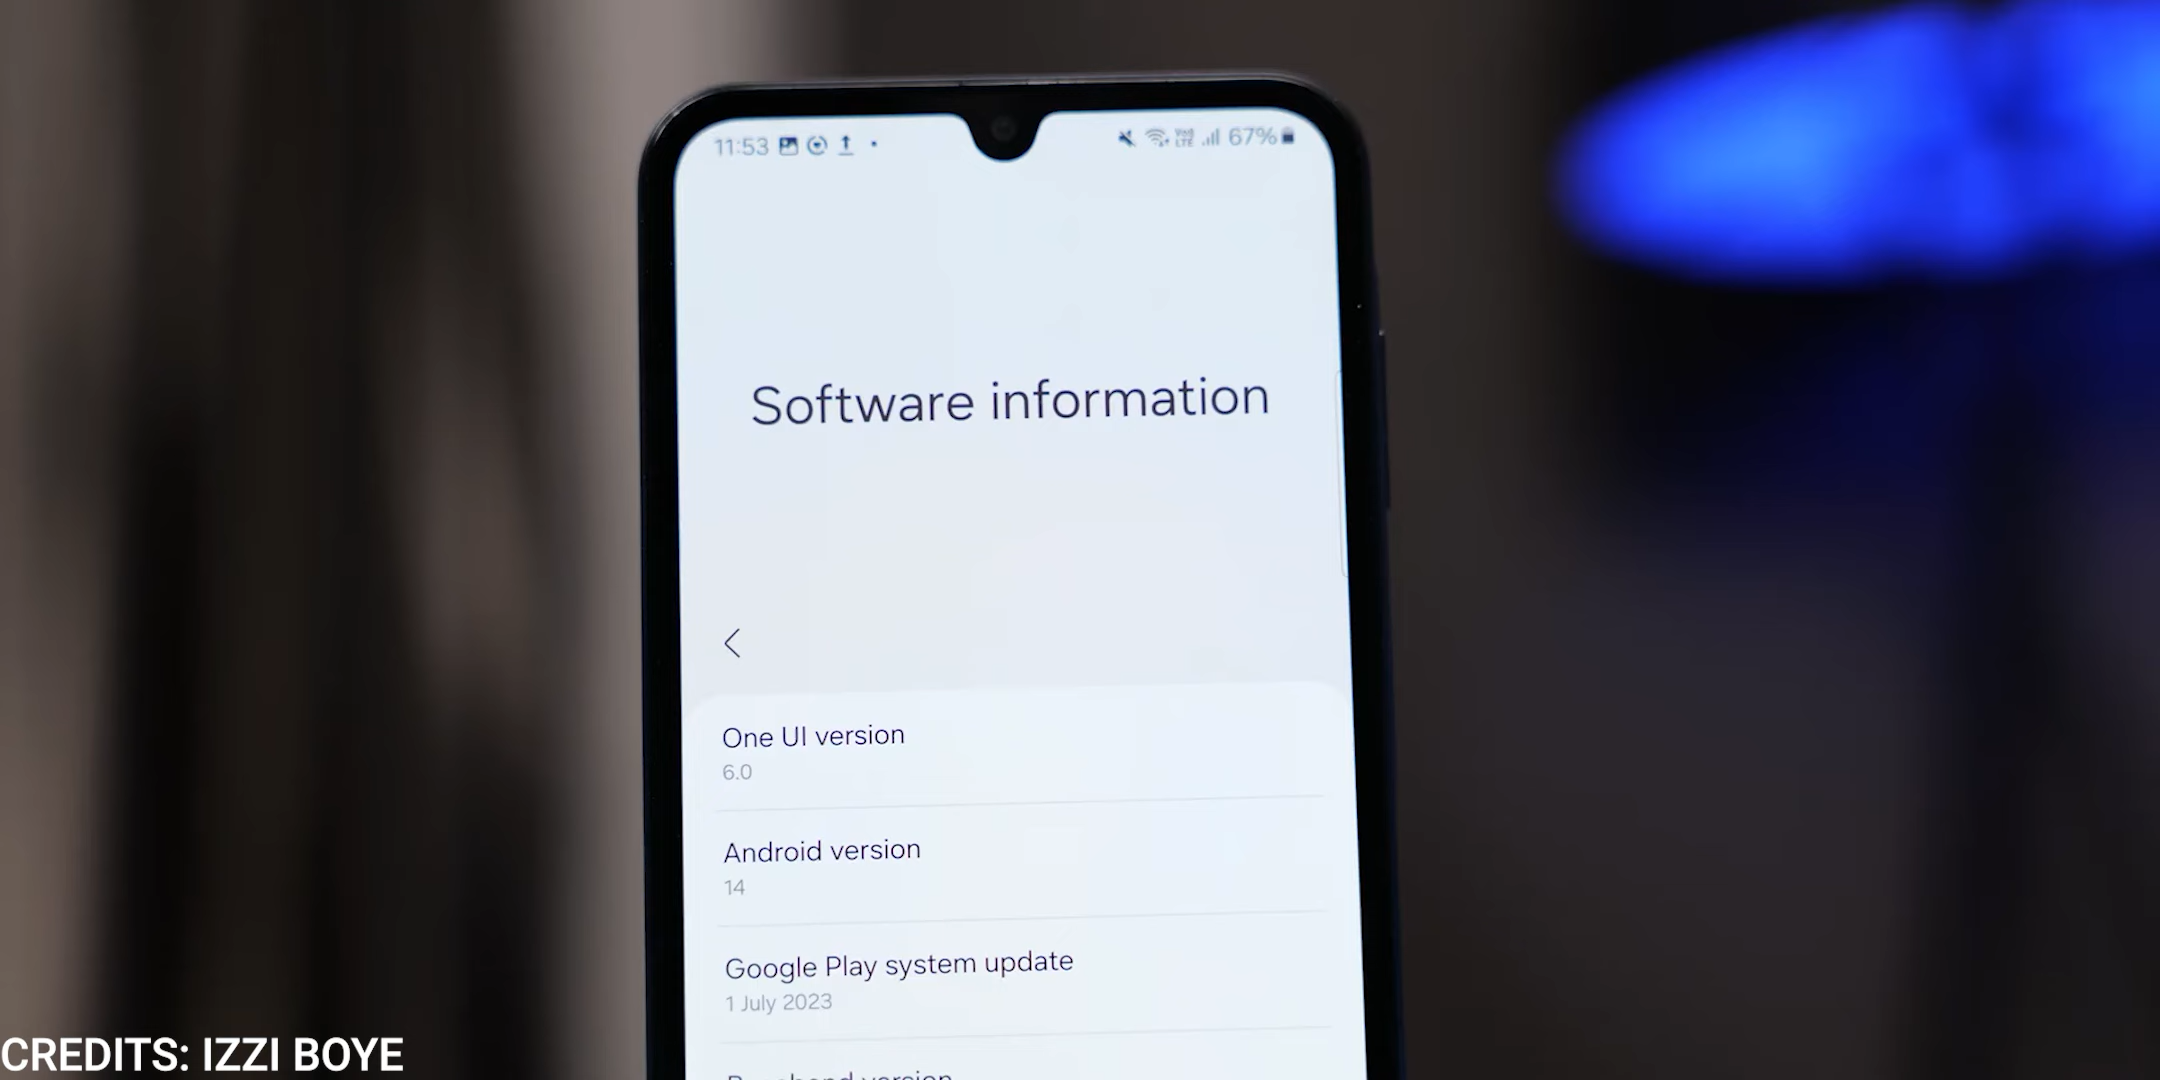 11:53
67%
Software information
One UI version
6.0
Android version
14
Google Play system update
1 July 2023
version
CREDITS: IZZI BOYE